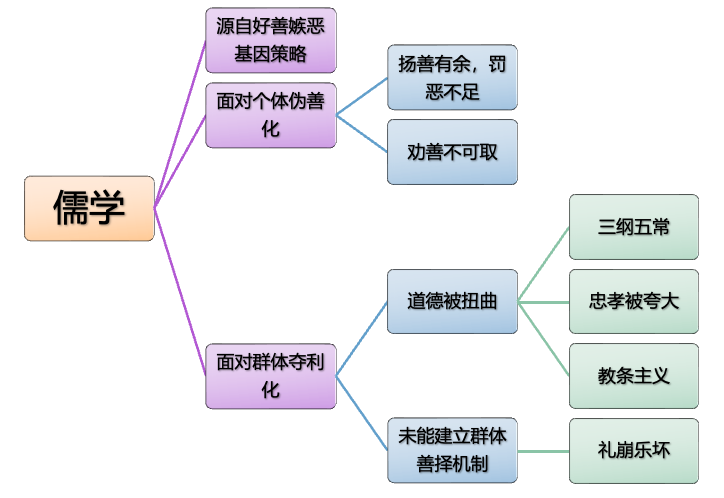 儒学
源自好善嫉恶
基因策略
面对个体伪善
化
扬善有余，罚
恶不足
劝善不可取
面对群体夺利
化
道德被扭曲
三纲五常
忠孝被夸大
教条主义
未能建立群体
善择机制
礼崩乐坏